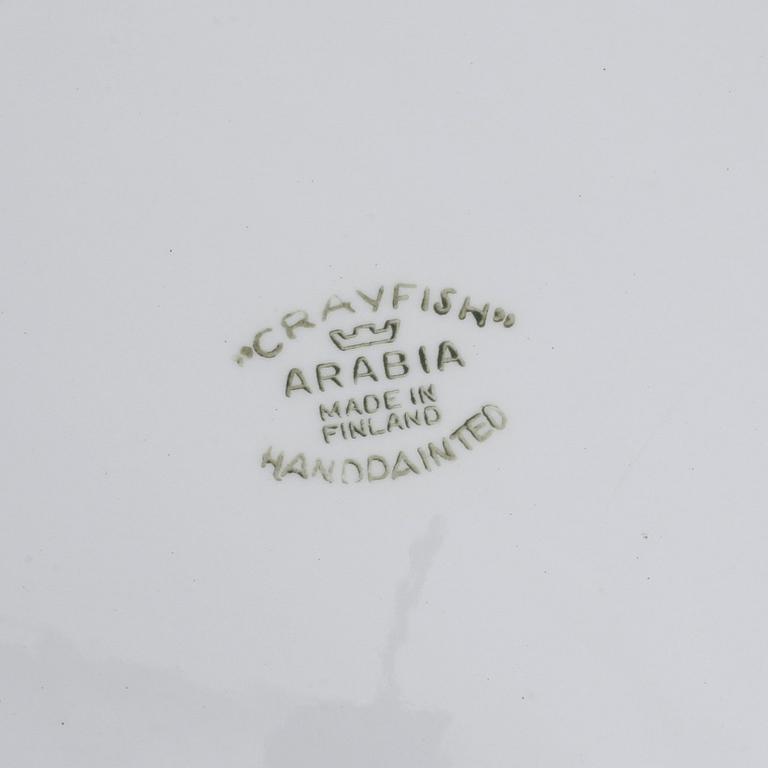 ”CRAYFISH”
ARABIA
MADE IN
FINLAND
HANDDAINTED